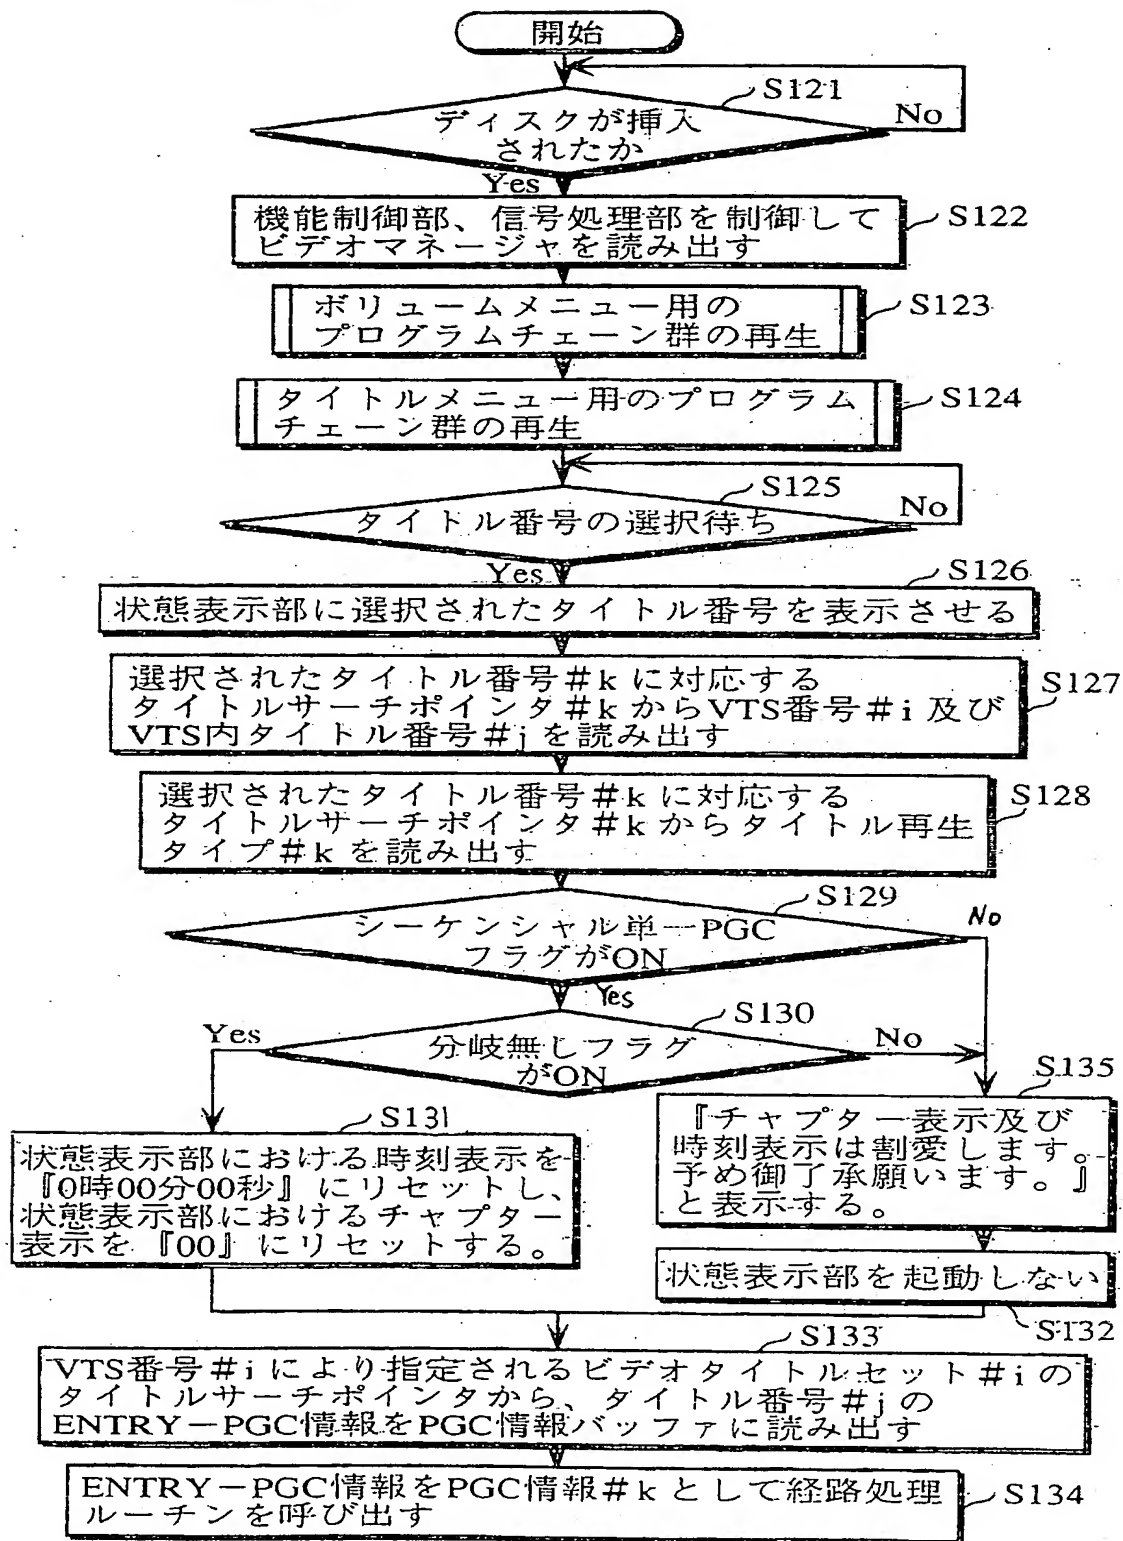 開始
S121
ディスクが挿入
されたか
No
Yes
機能制御部、信号処理部を制御して
ビデオマネージャを読み出す
S122
ボリュームメニュー用の
プログラムチェーン群の再生
S123
タイトルメニュー用のプログラム
チェーン群の再生
S124
S125
タイトル番号の選択待ち
No
Yes
S126
状態表示部に選択されたタイトル番号を表示させる
選択されたタイトル番号#kに対応する
タイトルサーチポインタ#kからVTS番号#i及び
VTS内タイトル番号#jを読み出す
S127
選択されたタイトル番号#kに対応する
タイトルサーチポインタ#kからタイトル再生
タイプ#kを読み出す
S128
S129
シーケンシャル単一PGC
フラグがON
No
Yes
S130
分岐無しフラグ
がON
Yes
No
S131
状態表示部における時刻表示を
『0時00分00秒』にリセットし、
状態表示部におけるチャプター
表示を『00』にリセットする。
S135
『チャプター表示及び
時刻表示は割愛します。
予め御了承願います。』
と表示する。
状態表示部を起動しない
S132
S133
VTS番号#iにより指定されるビデオタイトルセット#iの
タイトルサーチポインタから、タイトル番号#jの
ENTRY−PGC情報をPGC情報バッファに読み出す
ENTRY−PGC情報をPGC情報#kとして経路処理
ルーチンを呼び出す
S134